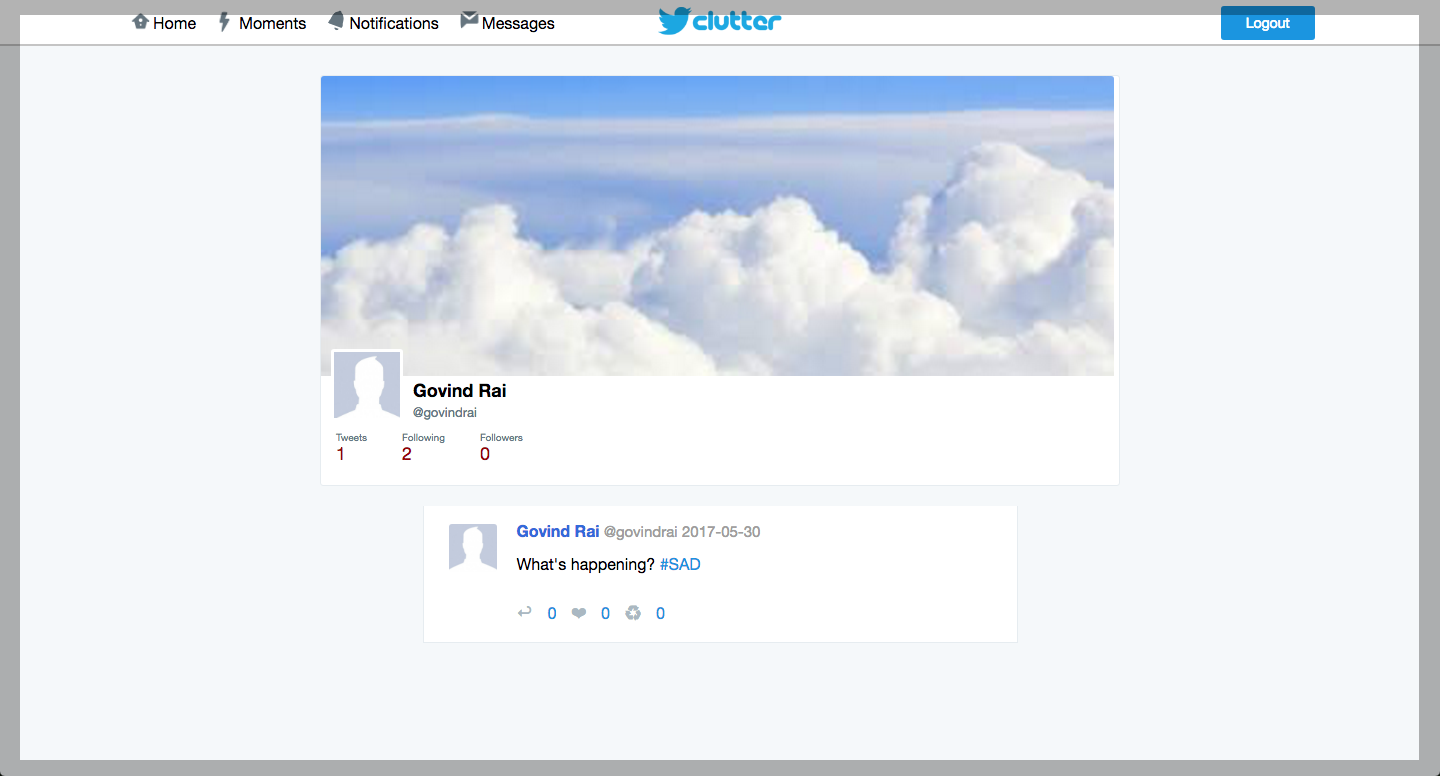 Home Moments Notifications Messages clutter Logout
Govind Rai
@govindrai
Tweets Following Followers
1 2 0
Govind Rai @govindrai 2017-05-30
What's happening? #SAD
0 0 0